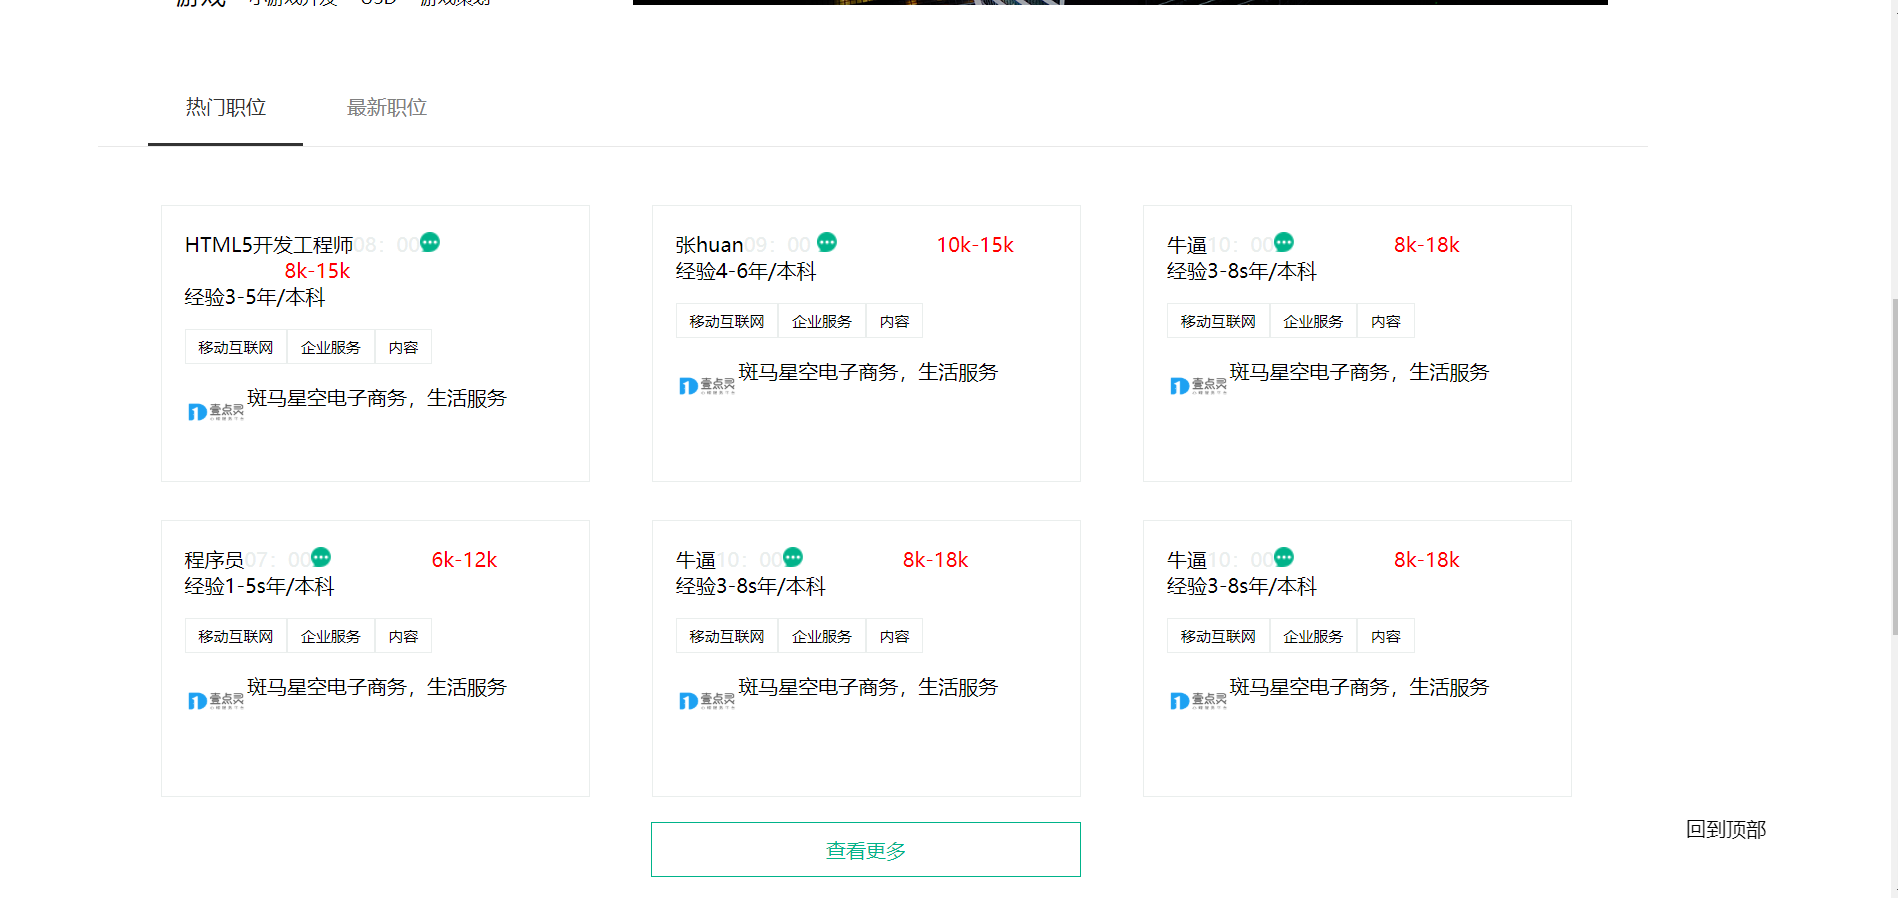 游戏 小游戏开发 U3D 游戏策划
热门职位 最新职位
HTML5开发工程师08：00
8k-15k
经验3-5年/本科
移动互联网 企业服务 内容
壹点灵 斑马星空电子商务，生活服务
张huan09：00 10k-15k
经验4-6年/本科
移动互联网 企业服务 内容
壹点灵 斑马星空电子商务，生活服务
牛逼10：00 8k-18k
经验3-8s年/本科
移动互联网 企业服务 内容
壹点灵 斑马星空电子商务，生活服务
程序员07：00 6k-12k
经验1-5s年/本科
移动互联网 企业服务 内容
壹点灵 斑马星空电子商务，生活服务
牛逼10：00 8k-18k
经验3-8s年/本科
移动互联网 企业服务 内容
壹点灵 斑马星空电子商务，生活服务
牛逼10：00 8k-18k
经验3-8s年/本科
移动互联网 企业服务 内容
壹点灵 斑马星空电子商务，生活服务
查看更多
回到顶部